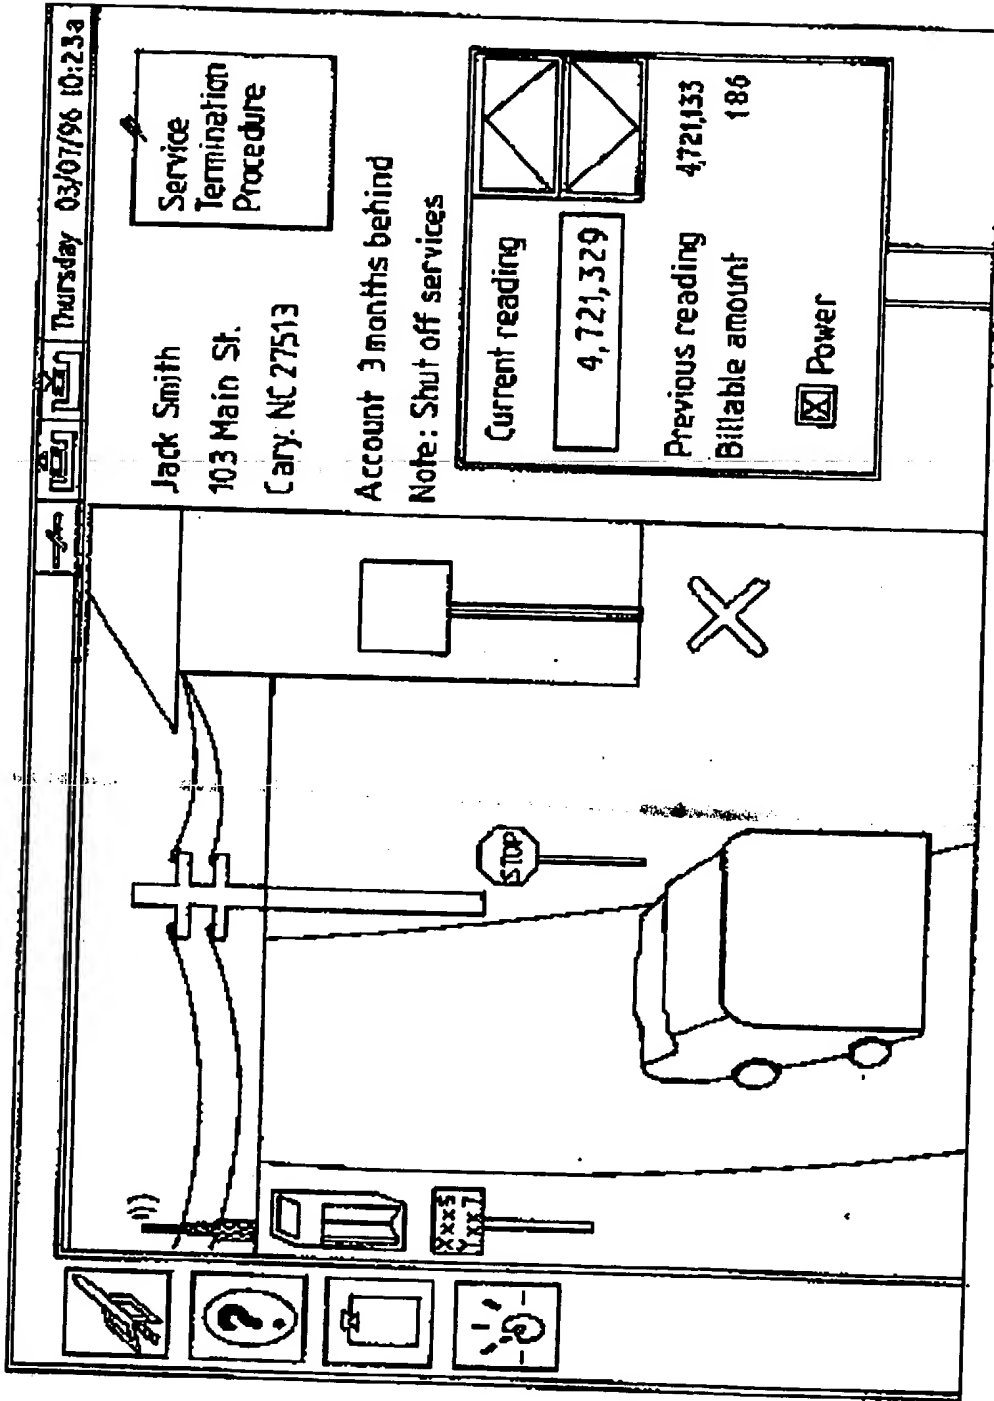 Thursday 03/07/96 10:23a
Jack Smith
103 Main St.
Cary. NC 27513
Service
Termination
Procedure
Account 3 months behind
Note: Shut off services
Current reading
4,721,329
Previous reading 4,721,133
Billable amount 186
X Power
STOP
?